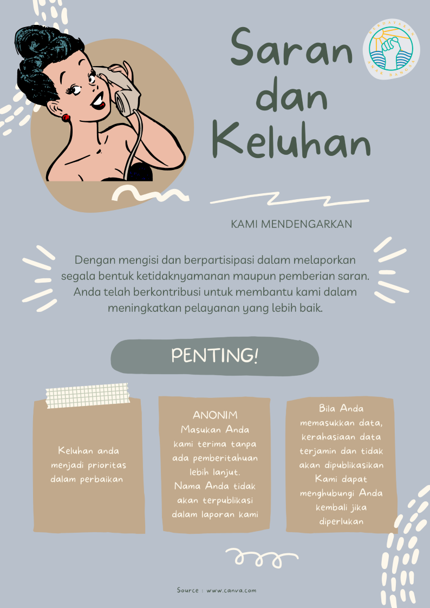 Saran
dan
Keluhan
KAMI MENDENGARKAN
Dengan mengisi dan berpartisipasi dalam melaporkan
segala bentuk ketidaknyamanan maupun pemberian saran.
Anda telah berkontribusi untuk membantu kami dalam
meningkatkan pelayanan yang lebih baik.
PENTING!
Keluhan anda
menjadi prioritas
dalam perbaikan
ANONIM
Masukan Anda
kami terima tanpa
ada pemberitahuan
lebih lanjut.
Nama Anda tidak
akan terpublikasi
dalam laporan kami
Bila Anda
memasukkan data,
kerahasiaan data
terjamin dan tidak
akan dipublikasikan
Kami dapat
menghubungi Anda
kembali jika
diperlukan
Source : www.canva.com